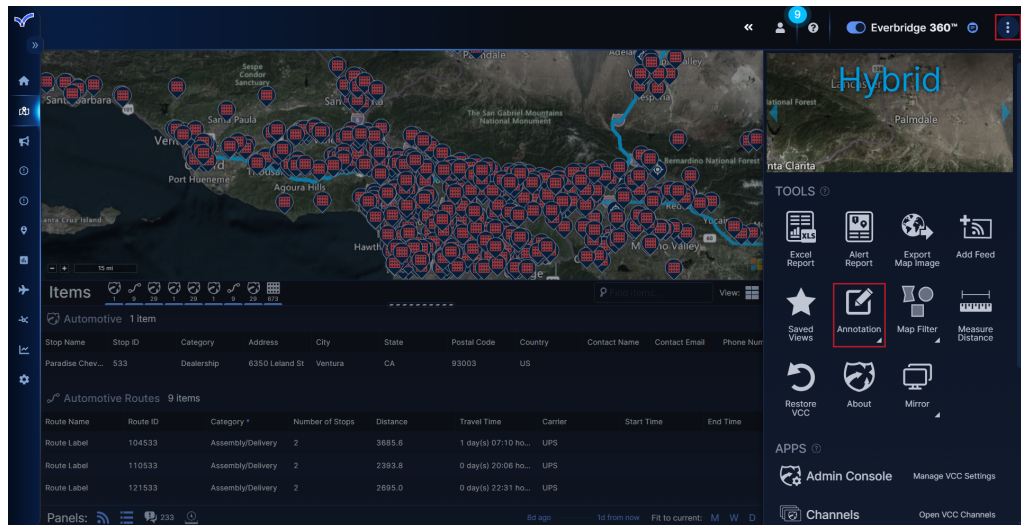 »
«
9
Everbridge 360™
Palmdale
Sespe
Condor
Sanctuary
Santa Barbara
101
Santa Paula
The San Gabriel Mountains
National Monument
Port Hueneme
Agoura Hills
Bernardino National Forest
Santa Cruz Island
60
15 mi
Hybrid
Palmdale
TOOLS
Excel
Report
XLS
Alert
Report
Export
Map Image
Add Feed
Saved
Views
Annotation
Map Filter
Measure
Distance
Restore
VCC
About
Mirror
APPS
Admin Console
Manage VCC Settings
Channels
Open VCC Channels
Items
1 9 29 1 29 1 9 29 673
Find items...
View:
Automotive 1 item
Stop Name Stop ID Category Address City State Postal Code Country Contact Name Contact Email Phone Num
Paradise Chev... 533 Dealership 6350 Leland St Ventura CA 93003 US
Automotive Routes 9 items
Route Name Route ID Category Number of Stops Distance Travel Time Carrier Start Time End Time
Route Label 104533 Assembly/Delivery 2 3685.6 1 day(s) 07:10 ho... UPS
Route Label 110533 Assembly/Delivery 2 2393.8 0 day(s) 20:06 ho... UPS
Route Label 121533 Assembly/Delivery 2 2695.0 0 day(s) 22:31 ho... UPS
Panels: 233 8d ago 1d from now Fit to current: M W D